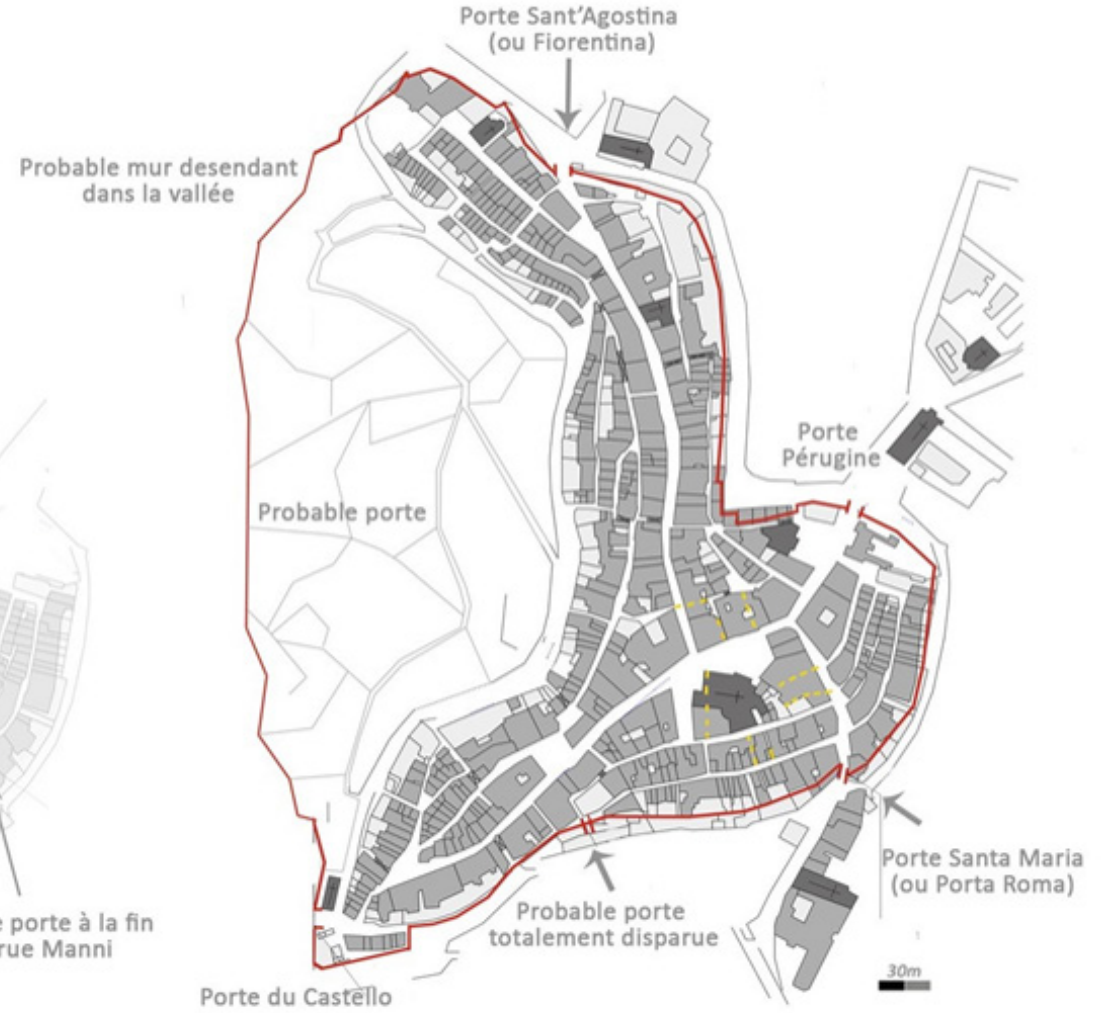 Porte Sant'Agostina
(ou Fiorentina)
Probable mur desendant
dans la vallée
Porte
Pérugine
Probable porte
Porte Santa Maria
(ou Porta Roma)
Probable porte
totalement disparue
porte à la fin
rue Manni
30m
Porte du Castello